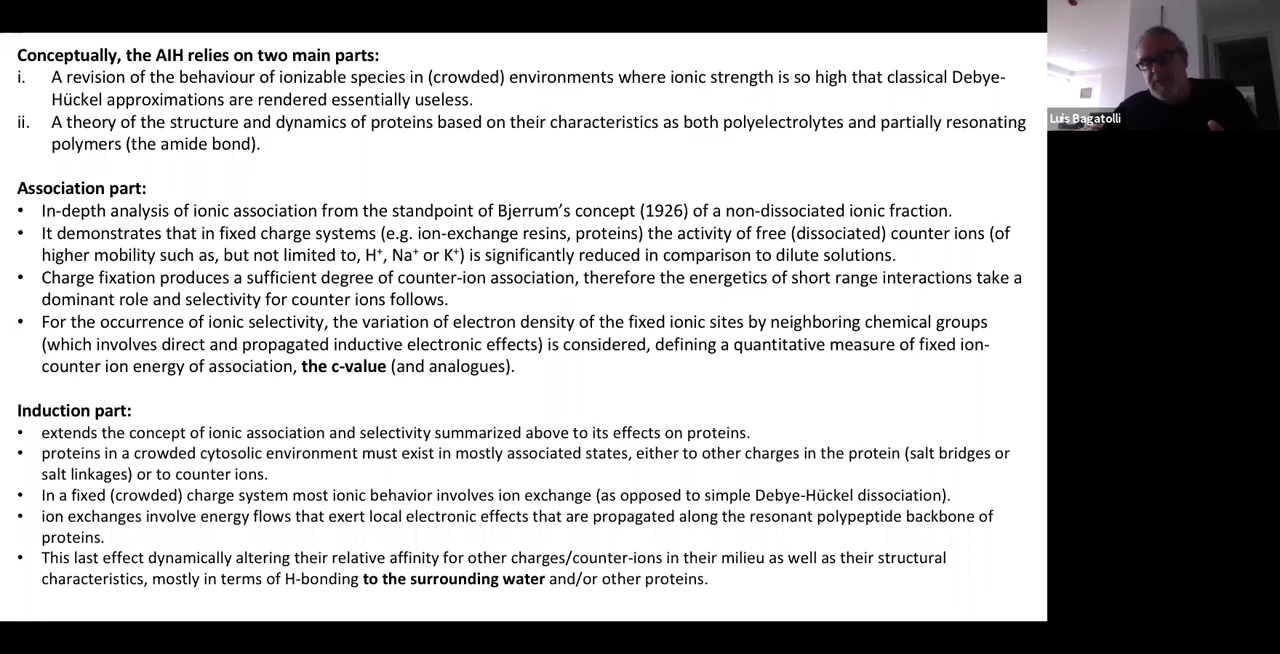 Conceptually, the AIH relies on two main parts:
i. A revision of the behaviour of ionizable species in (crowded) environments where ionic strength is so high that classical Debye-
Hückel approximations are rendered essentially useless.
ii. A theory of the structure and dynamics of proteins based on their characteristics as both polyelectrolytes and partially resonating
polymers (the amide bond).
Association part:
• In-depth analysis of ionic association from the standpoint of Bjerrum's concept (1926) of a non-dissociated ionic fraction.
• It demonstrates that in fixed charge systems (e.g. ion-exchange resins, proteins) the activity of free (dissociated) counter ions (of
higher mobility such as, but not limited to, H⁺, Na⁺ or K⁺) is significantly reduced in comparison to dilute solutions.
• Charge fixation produces a sufficient degree of counter-ion association, therefore the energetics of short range interactions take a
dominant role and selectivity for counter ions follows.
• For the occurrence of ionic selectivity, the variation of electron density of the fixed ionic sites by neighboring chemical groups
(which involves direct and propagated inductive electronic effects) is considered, defining a quantitative measure of fixed ion-
counter ion energy of association, the c-value (and analogues).
Induction part:
• extends the concept of ionic association and selectivity summarized above to its effects on proteins.
• proteins in a crowded cytosolic environment must exist in mostly associated states, either to other charges in the protein (salt bridges or
salt linkages) or to counter ions.
• In a fixed (crowded) charge system most ionic behavior involves ion exchange (as opposed to simple Debye-Hückel dissociation).
• ion exchanges involve energy flows that exert local electronic effects that are propagated along the resonant polypeptide backbone of
proteins.
• This last effect dynamically altering their relative affinity for other charges/counter-ions in their milieu as well as their structural
characteristics, mostly in terms of H-bonding to the surrounding water and/or other proteins.
Luis Bagatolli